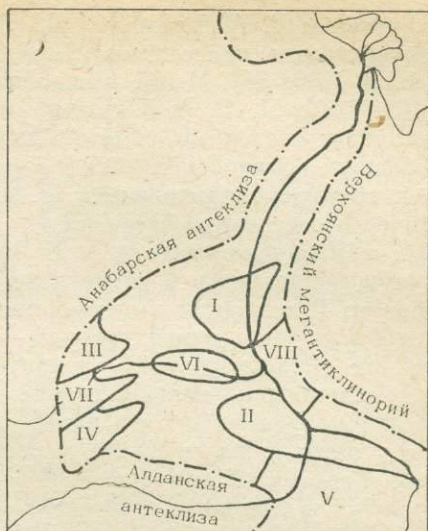 Анабарская антеклиза
Верхоянский мегантиклинорий
I
III
VI
VIII
VII
II
IV
Алданская
антеклиза
V